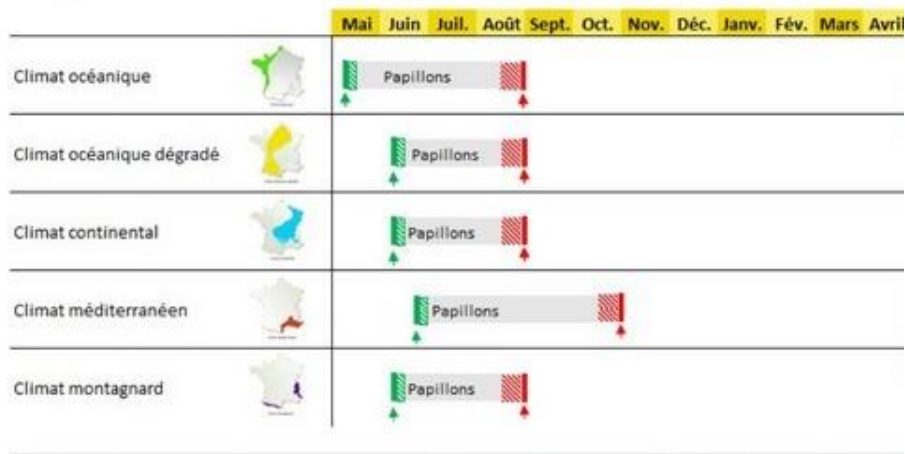 Mai Juin Juil. Août Sept. Oct. Nov. Déc. Janv. Fév. Mars Avril
Climat océanique Papillons
Climat océanique dégradé Papillons
Climat continental Papillons
Climat méditerranéen Papillons
Climat montagnard Papillons